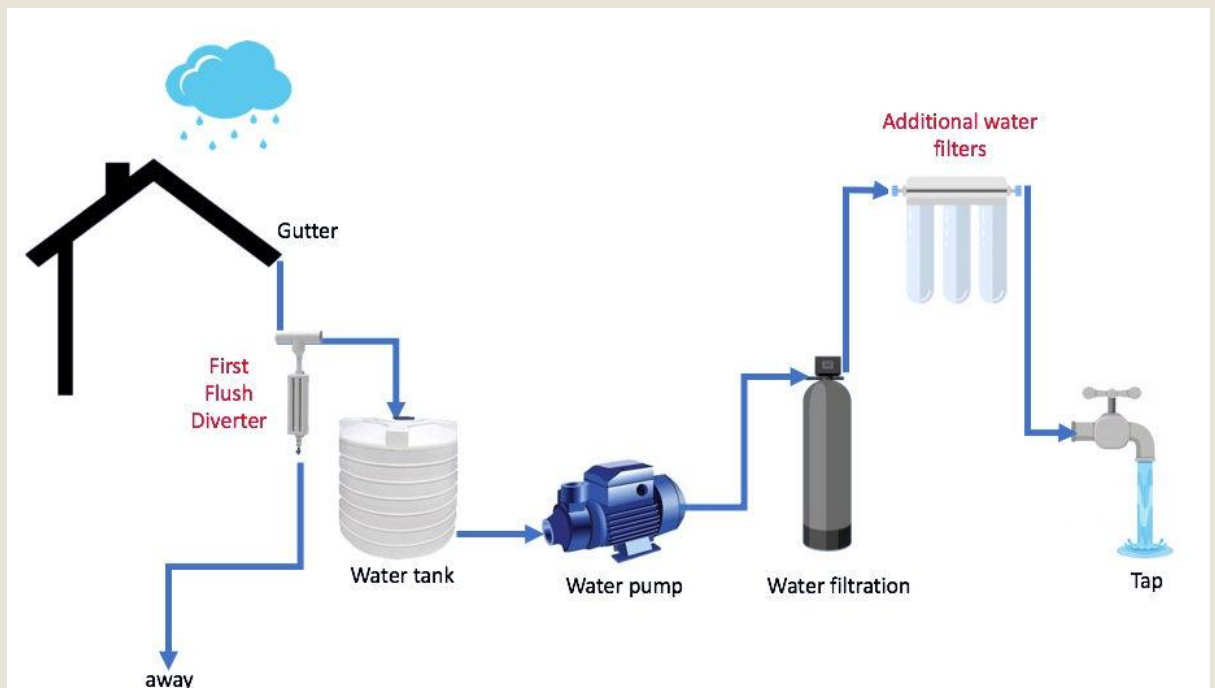 Gutter
First
Flush
Diverter
away
Water tank
Water pump
Water filtration
Additional water
filters
Tap